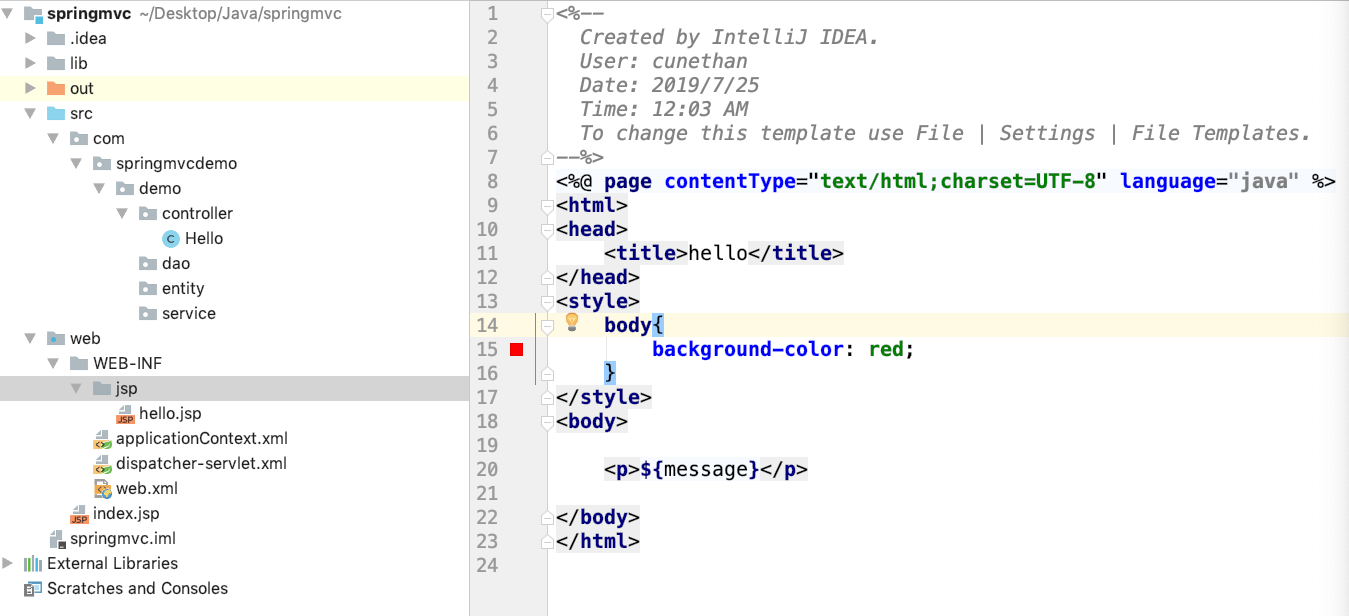 springmvc ~/Desktop/Java/springmvc
.idea
lib
out
src
com
springmvcdemo
demo
controller
C Hello
dao
entity
service
web
WEB-INF
jsp
JSP hello.jsp
applicationContext.xml
dispatcher-servlet.xml
web.xml
JSP index.jsp
springmvc.iml
External Libraries
Scratches and Consoles
1 <%--
2 Created by IntelliJ IDEA.
3 User: cunethan
4 Date: 2019/7/25
5 Time: 12:03 AM
6 To change this template use File | Settings | File Templates.
7 --%>
8 <%@ page contentType="text/html;charset=UTF-8" language="java" %>
9 <html>
10 <head>
11 <title>hello</title>
12 </head>
13 <style>
14 body{
15 background-color: red;
16 }
17 </style>
18 <body>
19
20 <p>${message}</p>
21
22 </body>
23 </html>
24